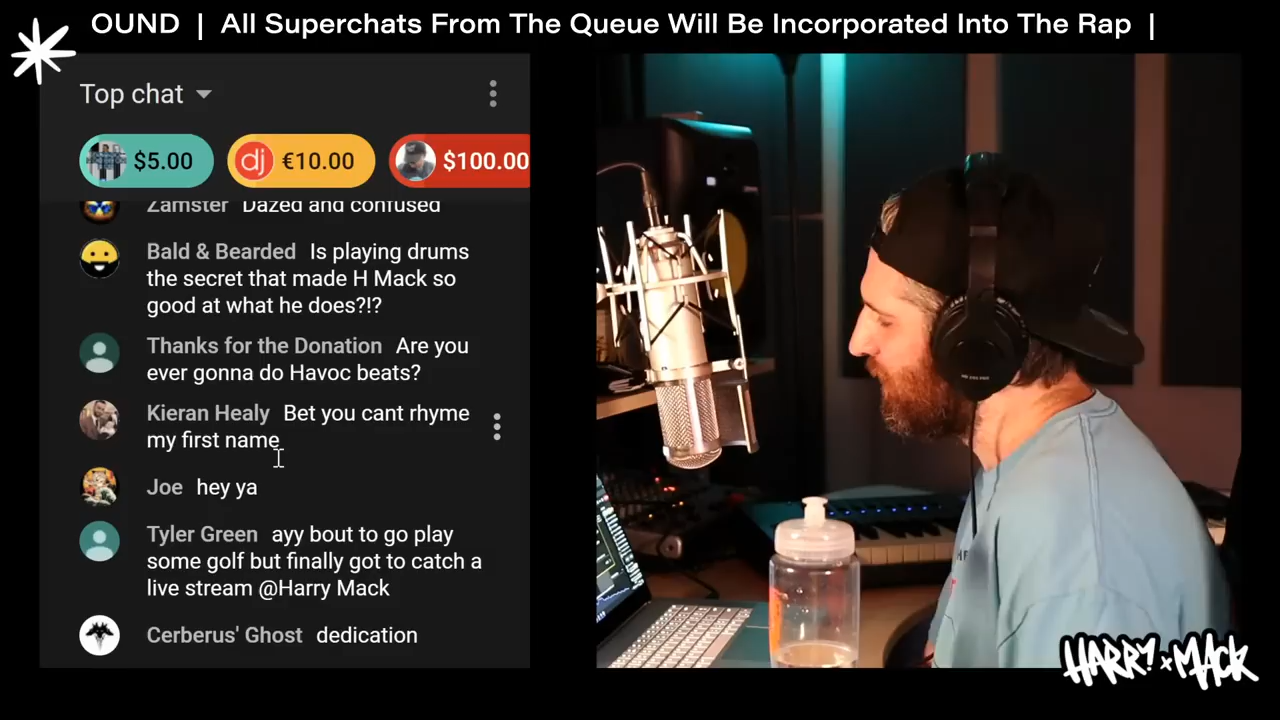 OUND | All Superchats From The Queue Will Be Incorporated Into The Rap |
Top chat
$5.00 dj €10.00 $100.00
Zamster Dazed and confused
Bald & Bearded Is playing drums
the secret that made H Mack so
good at what he does?!?
Thanks for the Donation Are you
ever gonna do Havoc beats?
Kieran Healy Bet you cant rhyme
my first name
Joe hey ya
Tyler Green ayy bout to go play
some golf but finally got to catch a
live stream @Harry Mack
Cerberus' Ghost dedication
HARRY x MACK